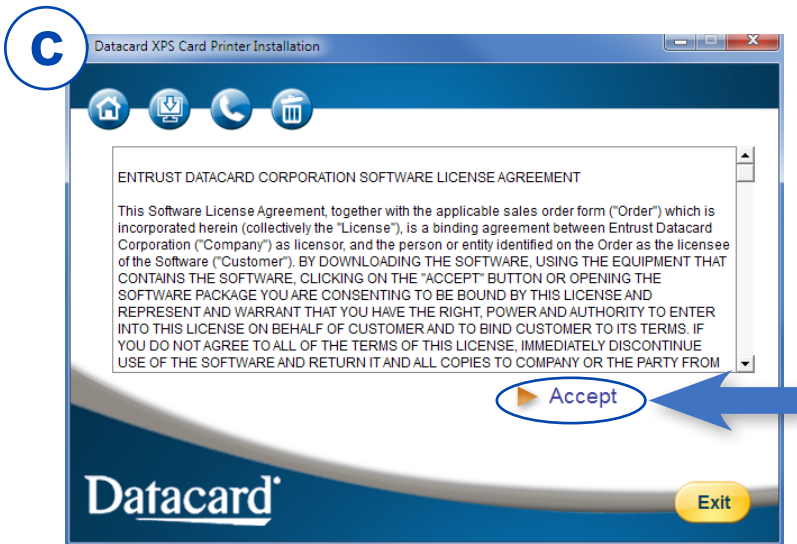 C
Datacard XPS Card Printer Installation
ENTRUST DATACARD CORPORATION SOFTWARE LICENSE AGREEMENT
This Software License Agreement, together with the applicable sales order form ("Order") which is
incorporated herein (collectively the "License"), is a binding agreement between Entrust Datacard
Corporation ("Company") as licensor, and the person or entity identified on the Order as the licensee
of the Software ("Customer"). BY DOWNLOADING THE SOFTWARE, USING THE EQUIPMENT THAT
CONTAINS THE SOFTWARE, CLICKING ON THE "ACCEPT" BUTTON OR OPENING THE
SOFTWARE PACKAGE YOU ARE CONSENTING TO BE BOUND BY THIS LICENSE AND
REPRESENT AND WARRANT THAT YOU HAVE THE RIGHT, POWER AND AUTHORITY TO ENTER
INTO THIS LICENSE ON BEHALF OF CUSTOMER AND TO BIND CUSTOMER TO ITS TERMS. IF
YOU DO NOT AGREE TO ALL OF THE TERMS OF THIS LICENSE, IMMEDIATELY DISCONTINUE
USE OF THE SOFTWARE AND RETURN IT AND ALL COPIES TO COMPANY OR THE PARTY FROM
Accept
Datacard
Exit